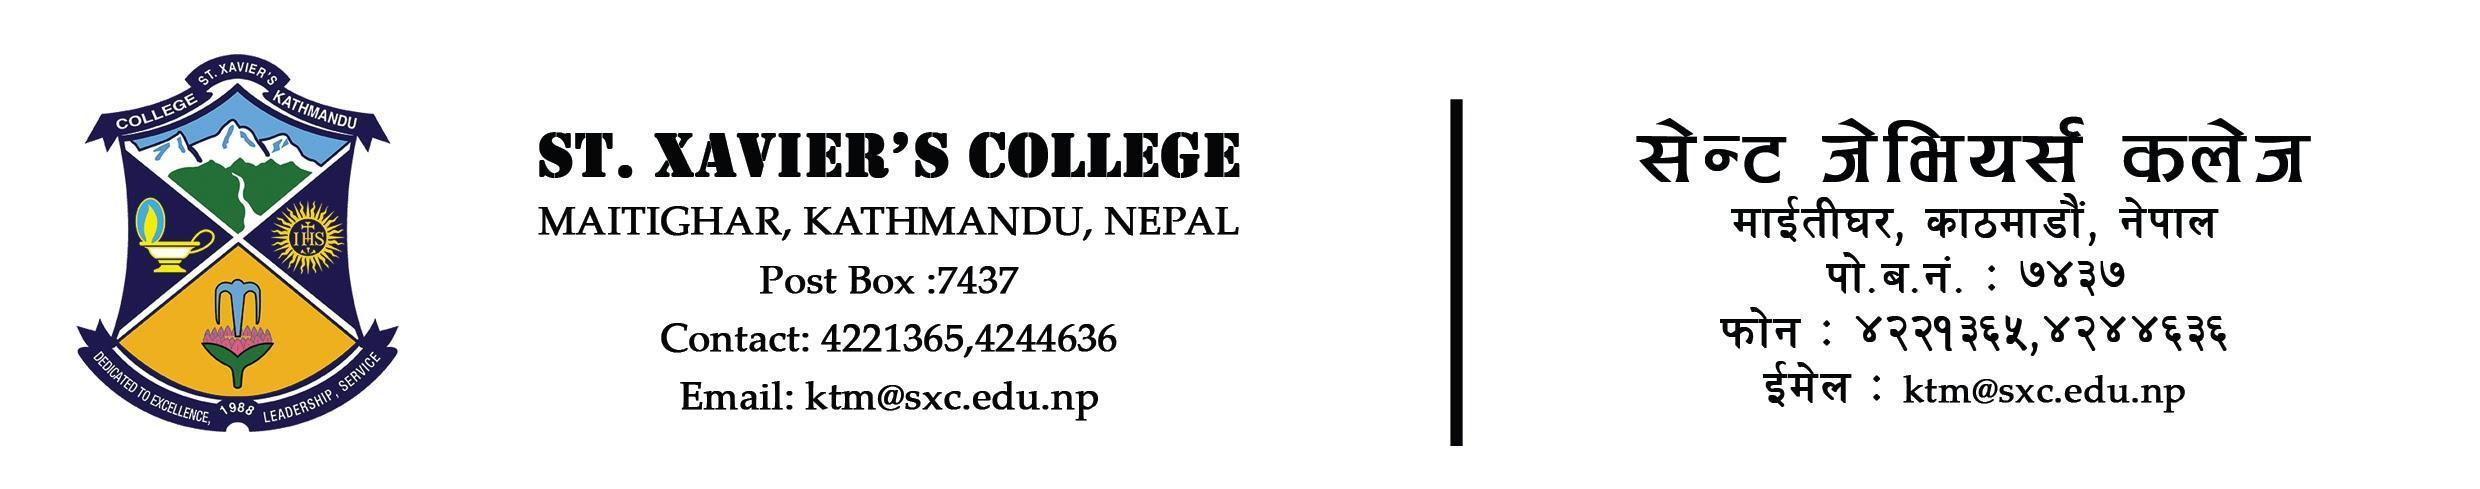 COLLEGE ST. XAVIER'S KATHMANDU
IHS
DEDICATED TO EXCELLENCE, 1988 LEADERSHIP, SERVICE
ST. XAVIER’S COLLEGE
MAITIGHAR, KATHMANDU, NEPAL
Post Box :7437
Contact: 4221365,4244636
Email: ktm@sxc.edu.np
सेन्ट जेभियर्स कलेज
माईतीघर, काठमाडौं, नेपाल
पो.ब.नं. : ७४३७
फोन : ४२२१३६५,४२४४६३६
ईमेल : ktm@sxc.edu.np